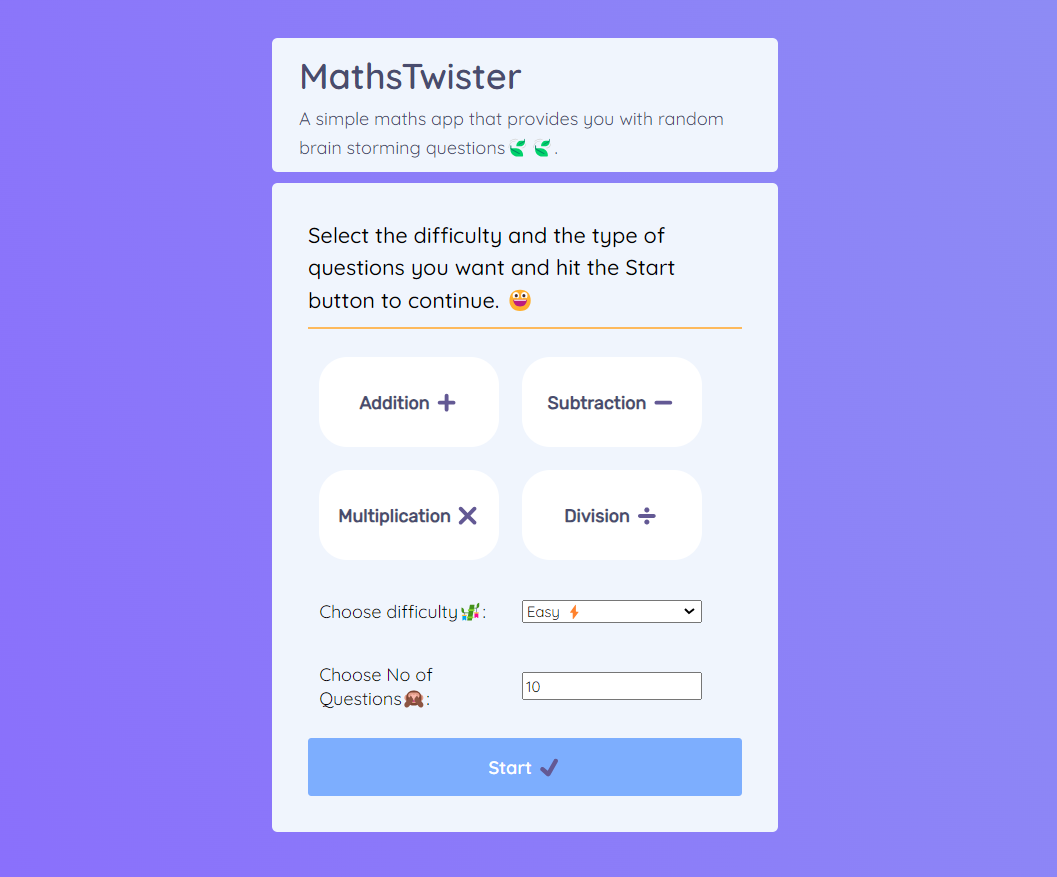 MathsTwister
A simple maths app that provides you with random
brain storming questions🍃 🍃.
Select the difficulty and the type of
questions you want and hit the Start
button to continue. 😀
Addition ➕
Subtraction ➖
Multiplication ✖
Division ➗
Choose difficulty🎋:
Easy ⚡
Choose No of
Questions🙈:
10
Start ✔